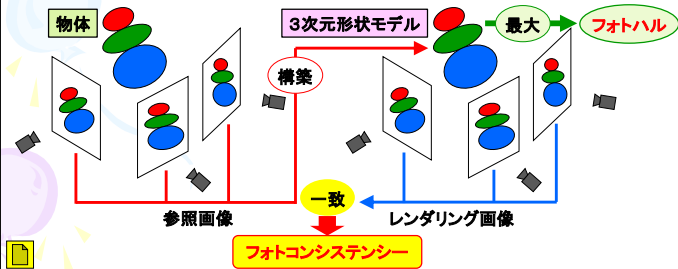 物体
3次元形状モデル
最大
フォトハル
構築
一致
参照画像
レンダリング画像
フォトコンシステンシー